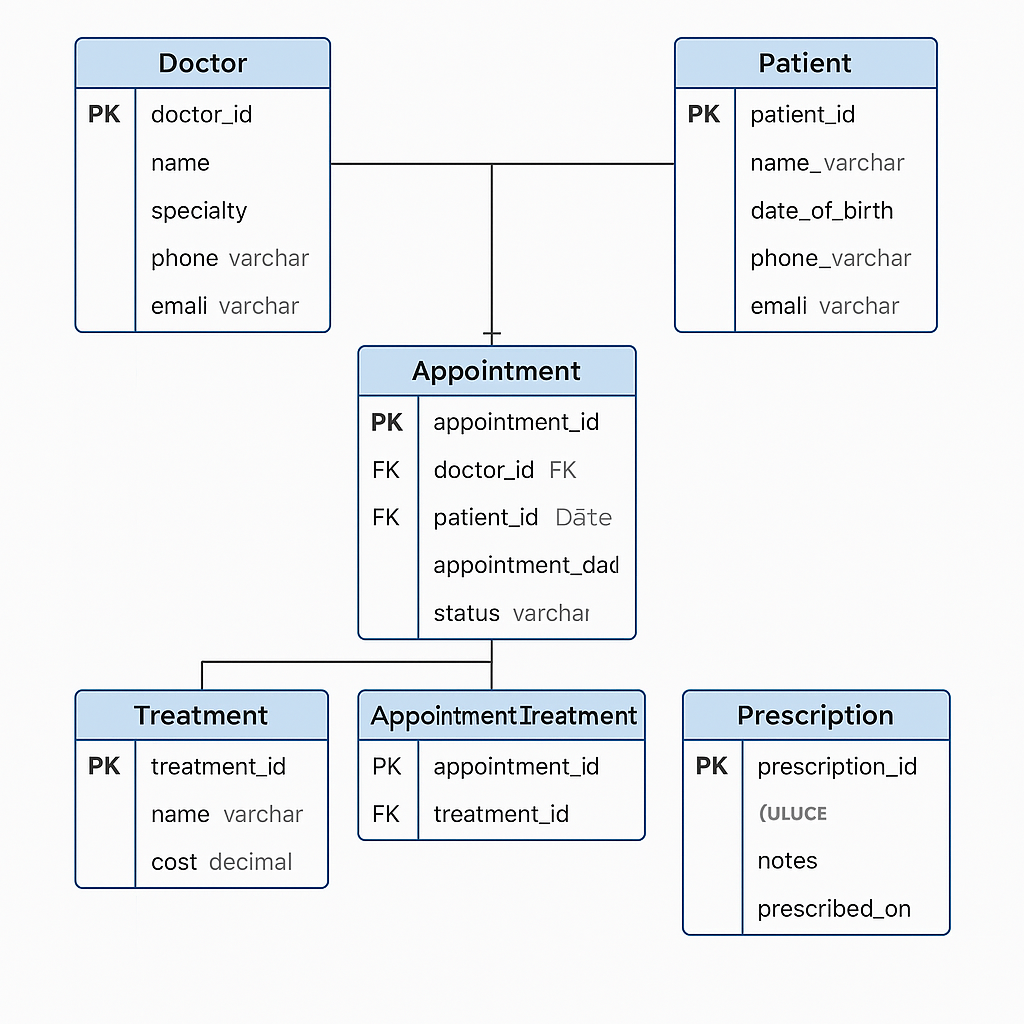 Doctor
PK doctor_id
name
specialty
phone varchar
emali varchar
Patient
PK patient_id
name_varchar
date_of_birth
phone_varchar
emali varchar
Appointment
PK appointment_id
FK doctor_id FK
FK patient_id Dāte
appointment_dad
status varchar
Treatment
PK treatment_id
name varchar
cost decimal
AppointmentIreatment
PK appointment_id
FK treatment_id
Prescription
PK prescription_id
(ULUCE
notes
prescribed_on